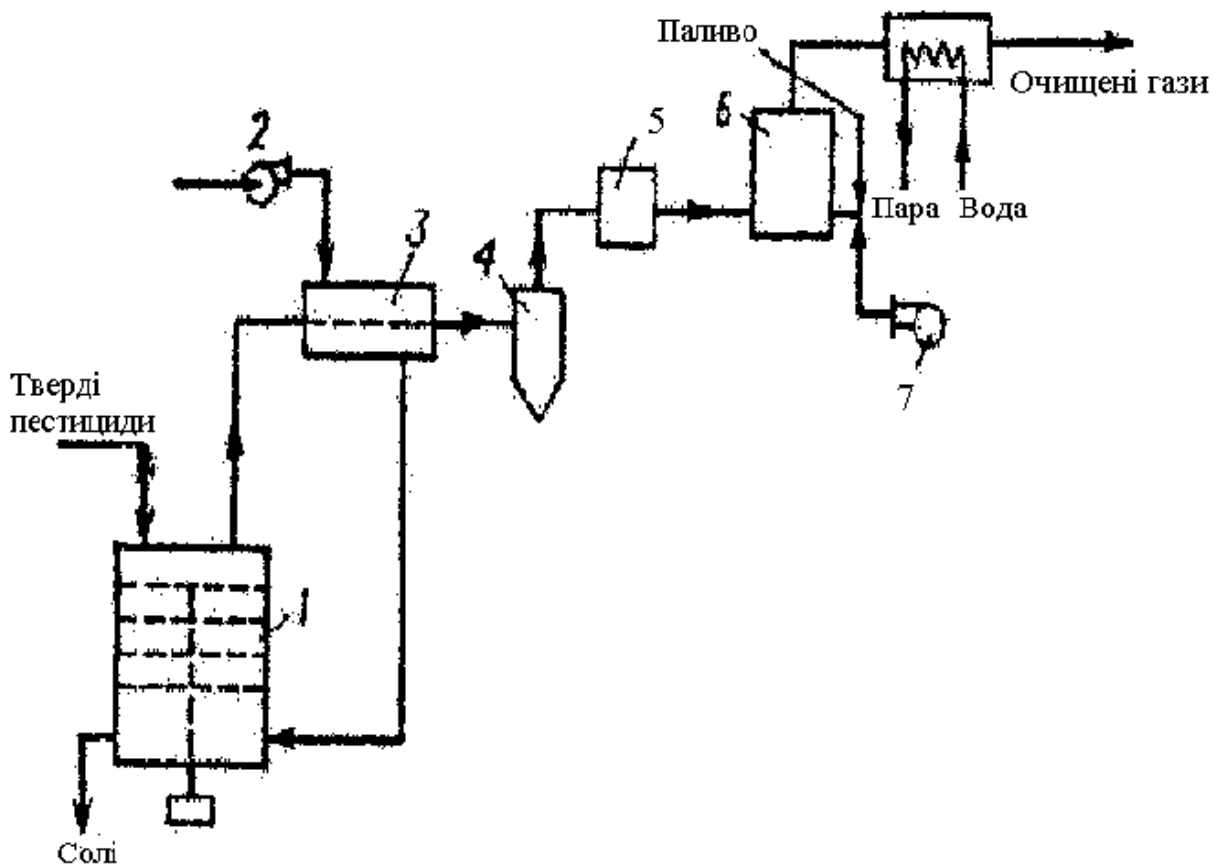 Паливо
Очищені гази
2
5
6
Пара
Вода
3
4
7
Тверді
пестициди
1
Солі